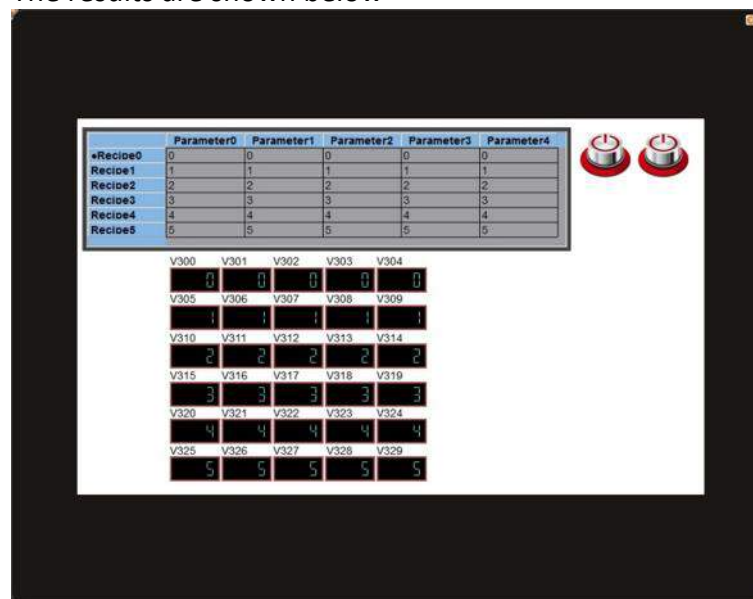 The results are shown below
Parameter0 Parameter1 Parameter2 Parameter3 Parameter4
•Recipe0 0 0 0 0 0
Recipe1 1 1 1 1 1
Recipe2 2 2 2 2 2
Recipe3 3 3 3 3 3
Recipe4 4 4 4 4 4
Recipe5 5 5 5 5 5
V300 V301 V302 V303 V304
0 0 0 0 0
V305 V306 V307 V308 V309
1 1 1 1 1
V310 V311 V312 V313 V314
2 2 2 2 2
V315 V316 V317 V318 V319
3 3 3 3 3
V320 V321 V322 V323 V324
4 4 4 4 4
V325 V326 V327 V328 V329
5 5 5 5 5